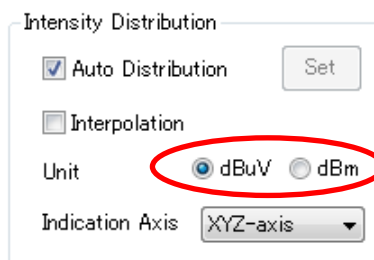 Intensity Distribution
Auto Distribution Set
Interpolation
Unit dBuV dBm
Indication Axis XYZ-axis